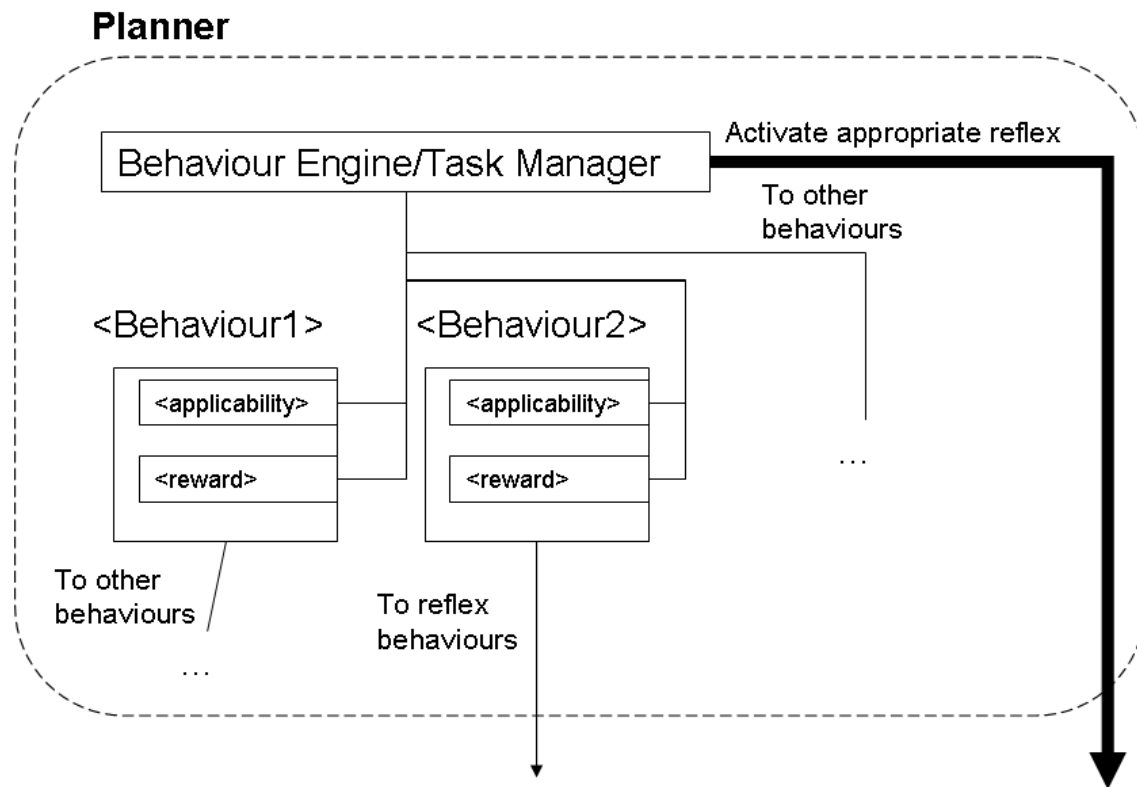 Planner
Activate appropriate reflex
Behaviour Engine/Task Manager
To other
behaviours
<Behaviour1>
<Behaviour2>
<applicability>
<applicability>
<reward>
<reward>
...
To other
behaviours
To reflex
behaviours
...